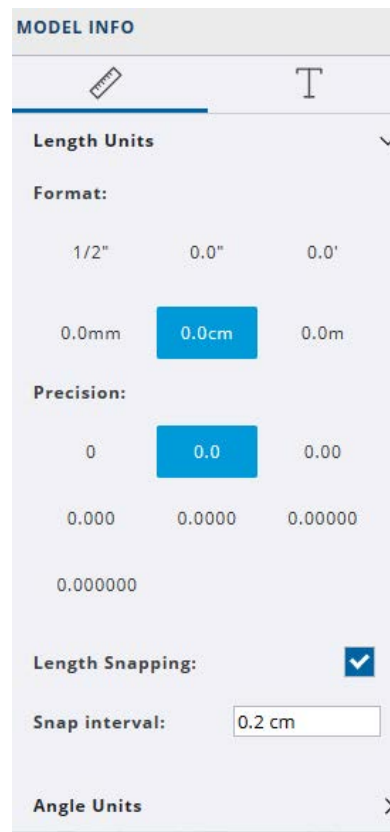 MODEL INFO
T
Length Units
Format:
1/2" 0.0" 0.0'
0.0mm 0.0cm 0.0m
Precision:
0 0.0 0.00
0.000 0.0000 0.00000
0.000000
Length Snapping:
Snap interval: 0.2 cm
Angle Units